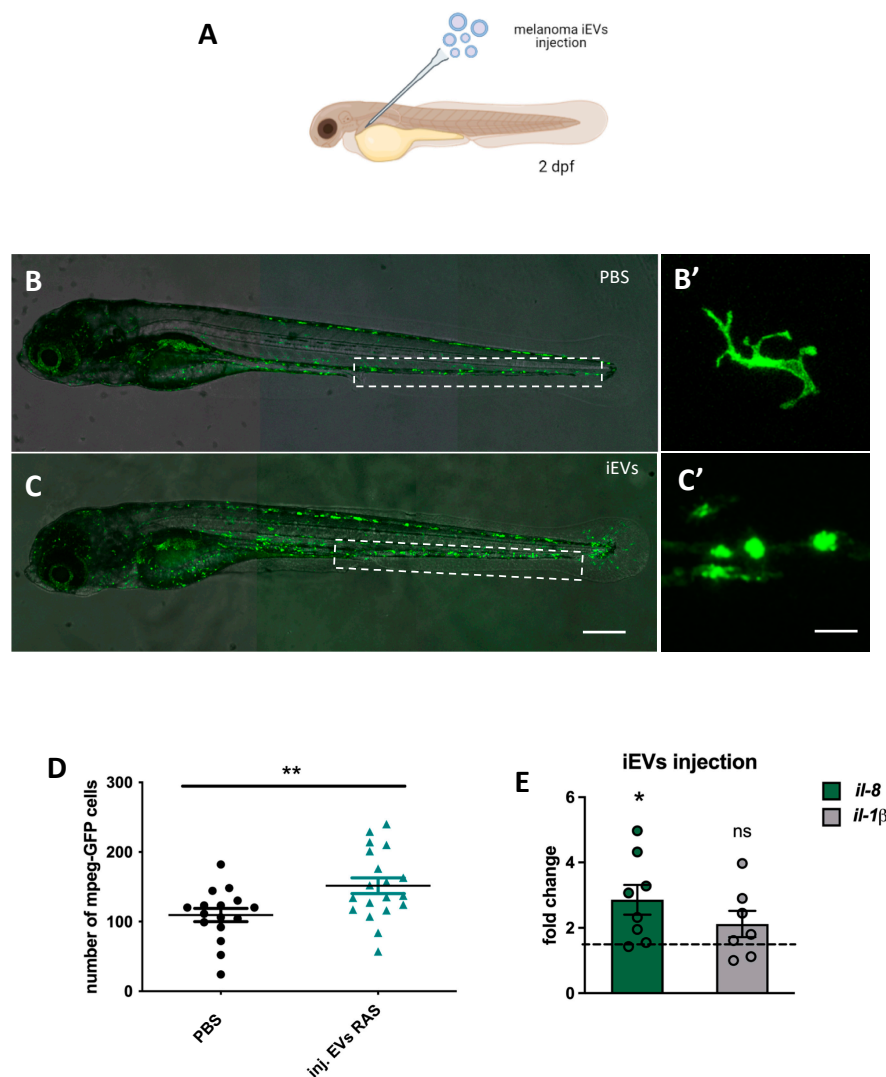 A
melanoma iEVs
injection
2 dpf
B
PBS
B’
C
iEVs
C’
D
**
number of mpeg-GFP cells
300
200
100
0
PBS
inj. EVs RAS
E
iEVs injection
il-8
il-1β
*
ns
fold change
6
4
2
0